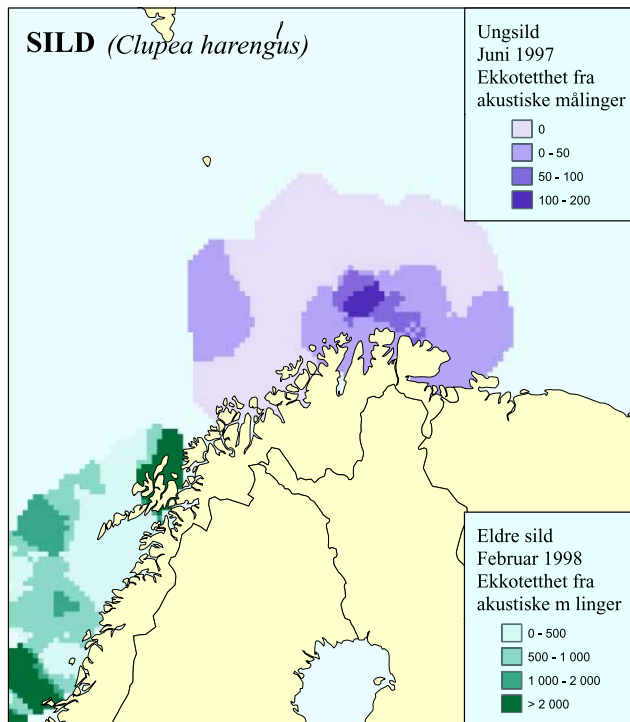 SILD (Clupea harengus)
Ungsild
Juni 1997
Ekkotetthet fra
akustiske målinger
0
0 - 50
50 - 100
100 - 200
Eldre sild
Februar 1998
Ekkotetthet fra
akustiske m linger
0 - 500
500 - 1 000
1 000 - 2 000
> 2 000